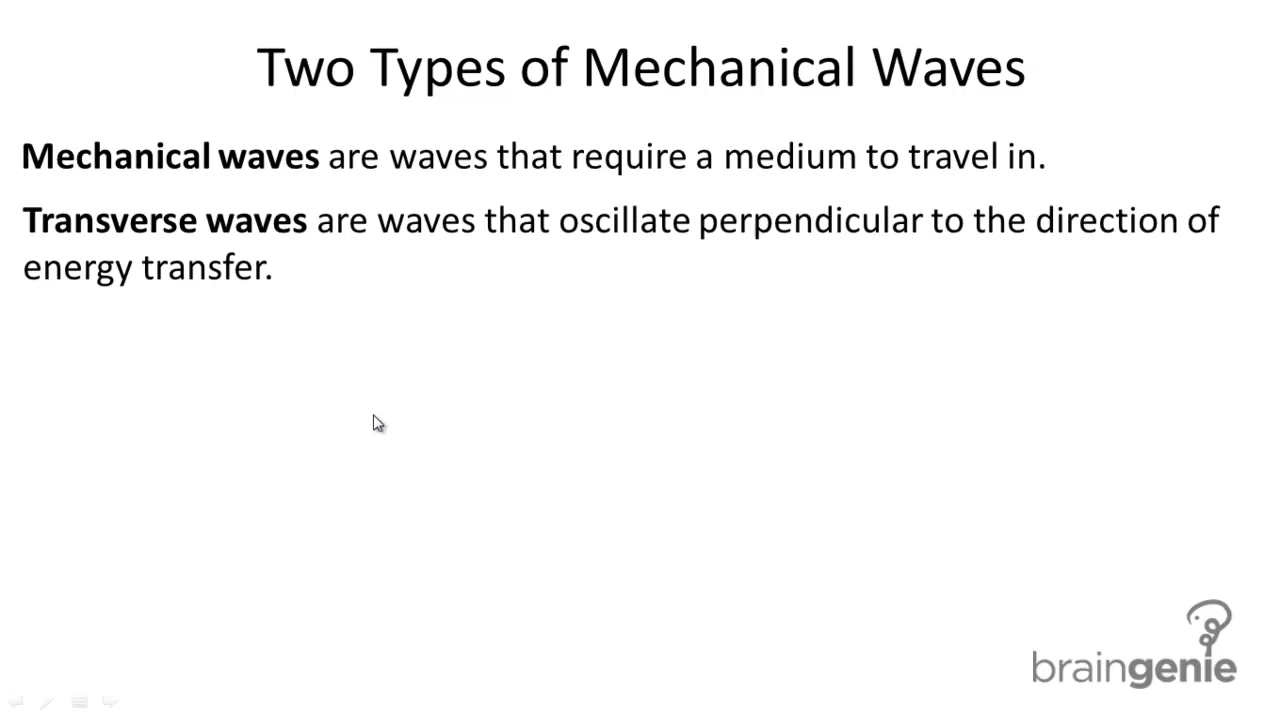 Two Types of Mechanical Waves
Mechanical waves are waves that require a medium to travel in.
Transverse waves are waves that oscillate perpendicular to the direction of
energy transfer.
braingenie